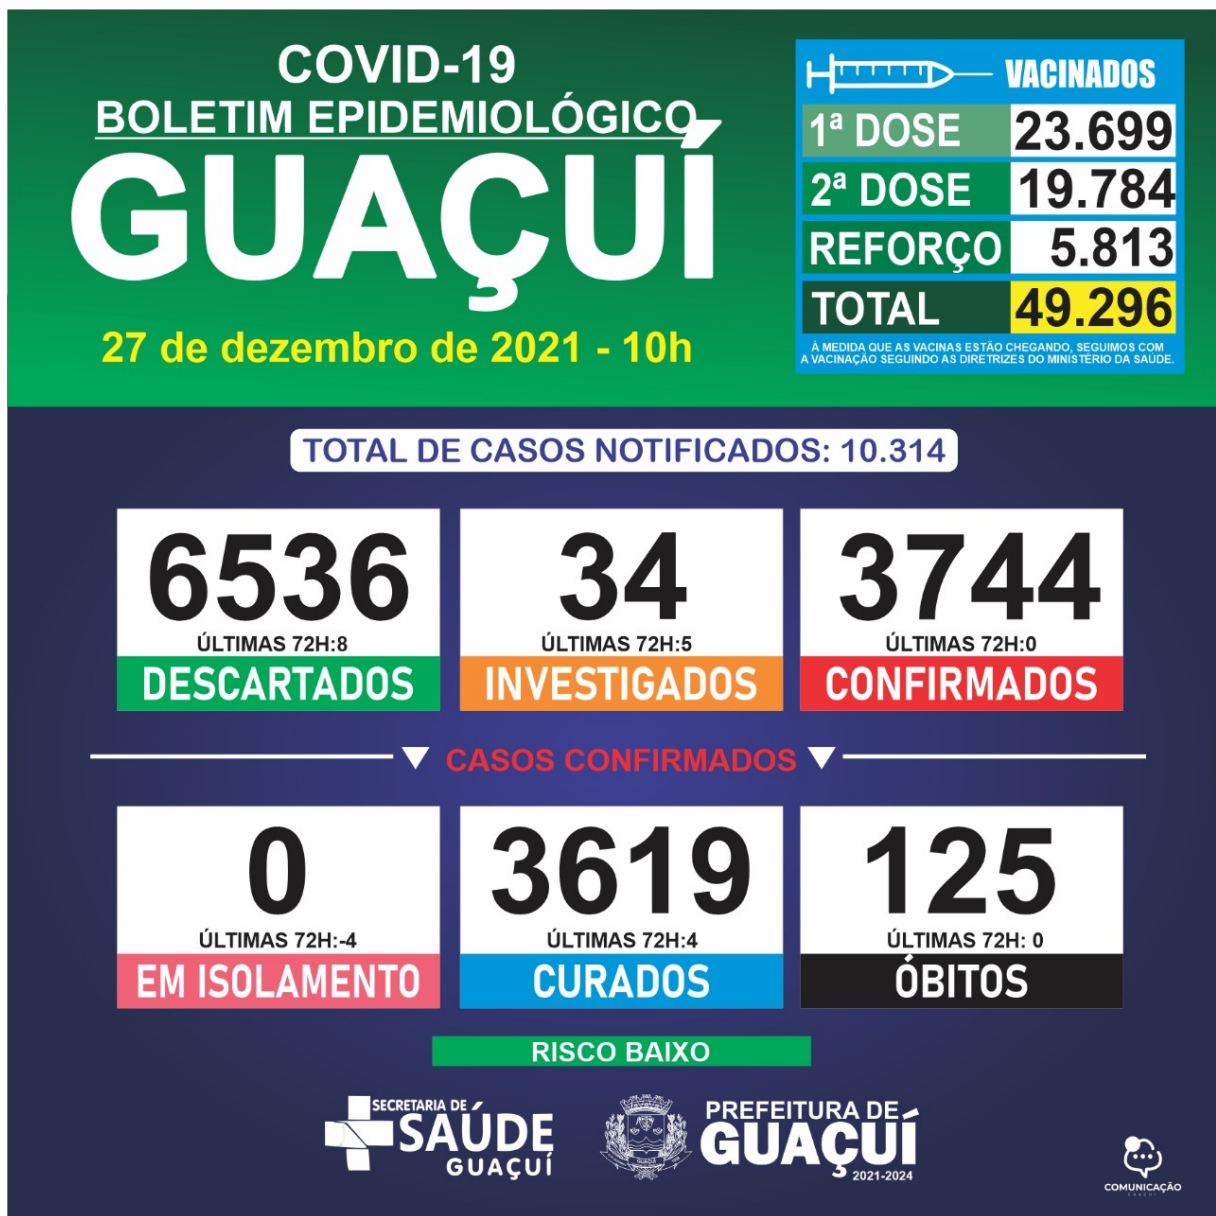 COVID-19
BOLETIM EPIDEMIOLÓGICO
GUAÇUÍ
27 de dezembro de 2021 - 10h
VACINADOS
1ª DOSE 23.699
2ª DOSE 19.784
REFORÇO 5.813
TOTAL 49.296
À MEDIDA QUE AS VACINAS ESTÃO CHEGANDO, SEGUIMOS COM
A VACINAÇÃO SEGUINDO AS DIRETRIZES DO MINISTÉRIO DA SAÚDE.
TOTAL DE CASOS NOTIFICADOS: 10.314
6536
ÚLTIMAS 72H:8
DESCARTADOS
34
ÚLTIMAS 72H:5
INVESTIGADOS
3744
ÚLTIMAS 72H:0
CONFIRMADOS
CASOS CONFIRMADOS
0
ÚLTIMAS 72H:-4
EM ISOLAMENTO
3619
ÚLTIMAS 72H:4
CURADOS
125
ÚLTIMAS 72H: 0
ÓBITOS
RISCO BAIXO
SECRETARIA DE
SAÚDE
GUAÇUÍ
PREFEITURA DE
GUAÇUÍ
2021-2024
COMUNICAÇÃO
GUAÇUÍ